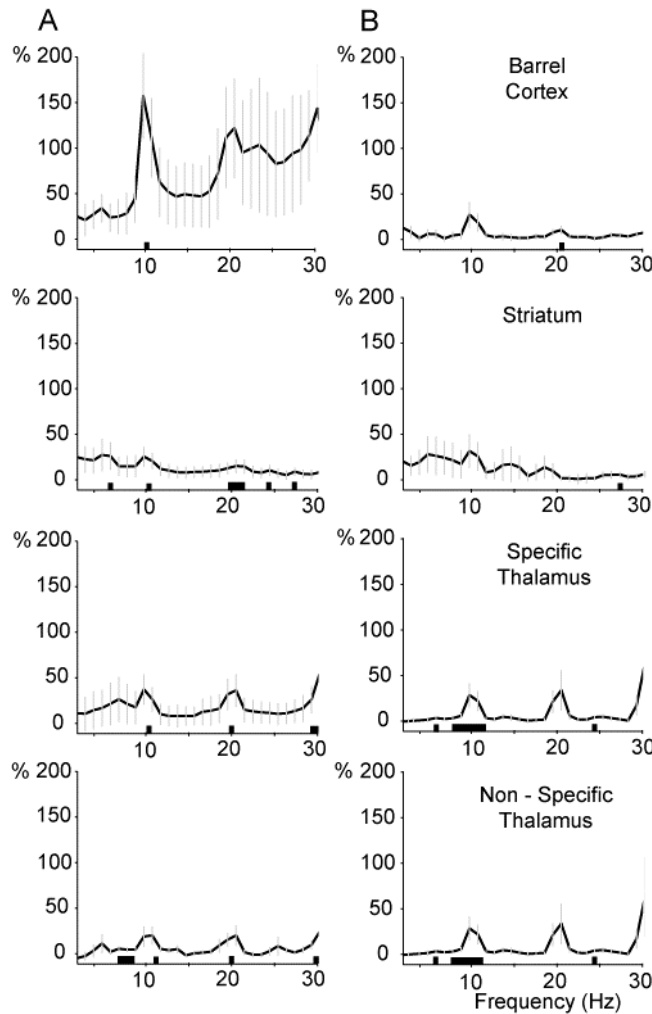 A B
% 200 200 Barrel
150 150 Cortex
100 100
50 50
0 0
10 20 30 10 20 30
% 200 200 Striatum
150 150
100 100
50 50
0 0
10 20 30 10 20 30
% 200 % 200 Specific
150 150 Thalamus
100 100
50 50
0 0
10 20 30 10 20 30
% 200 200 Non - Specific
150 150 Thalamus
100 100
50 50
0 0
10 20 30 10 20 30
Frequency (Hz)